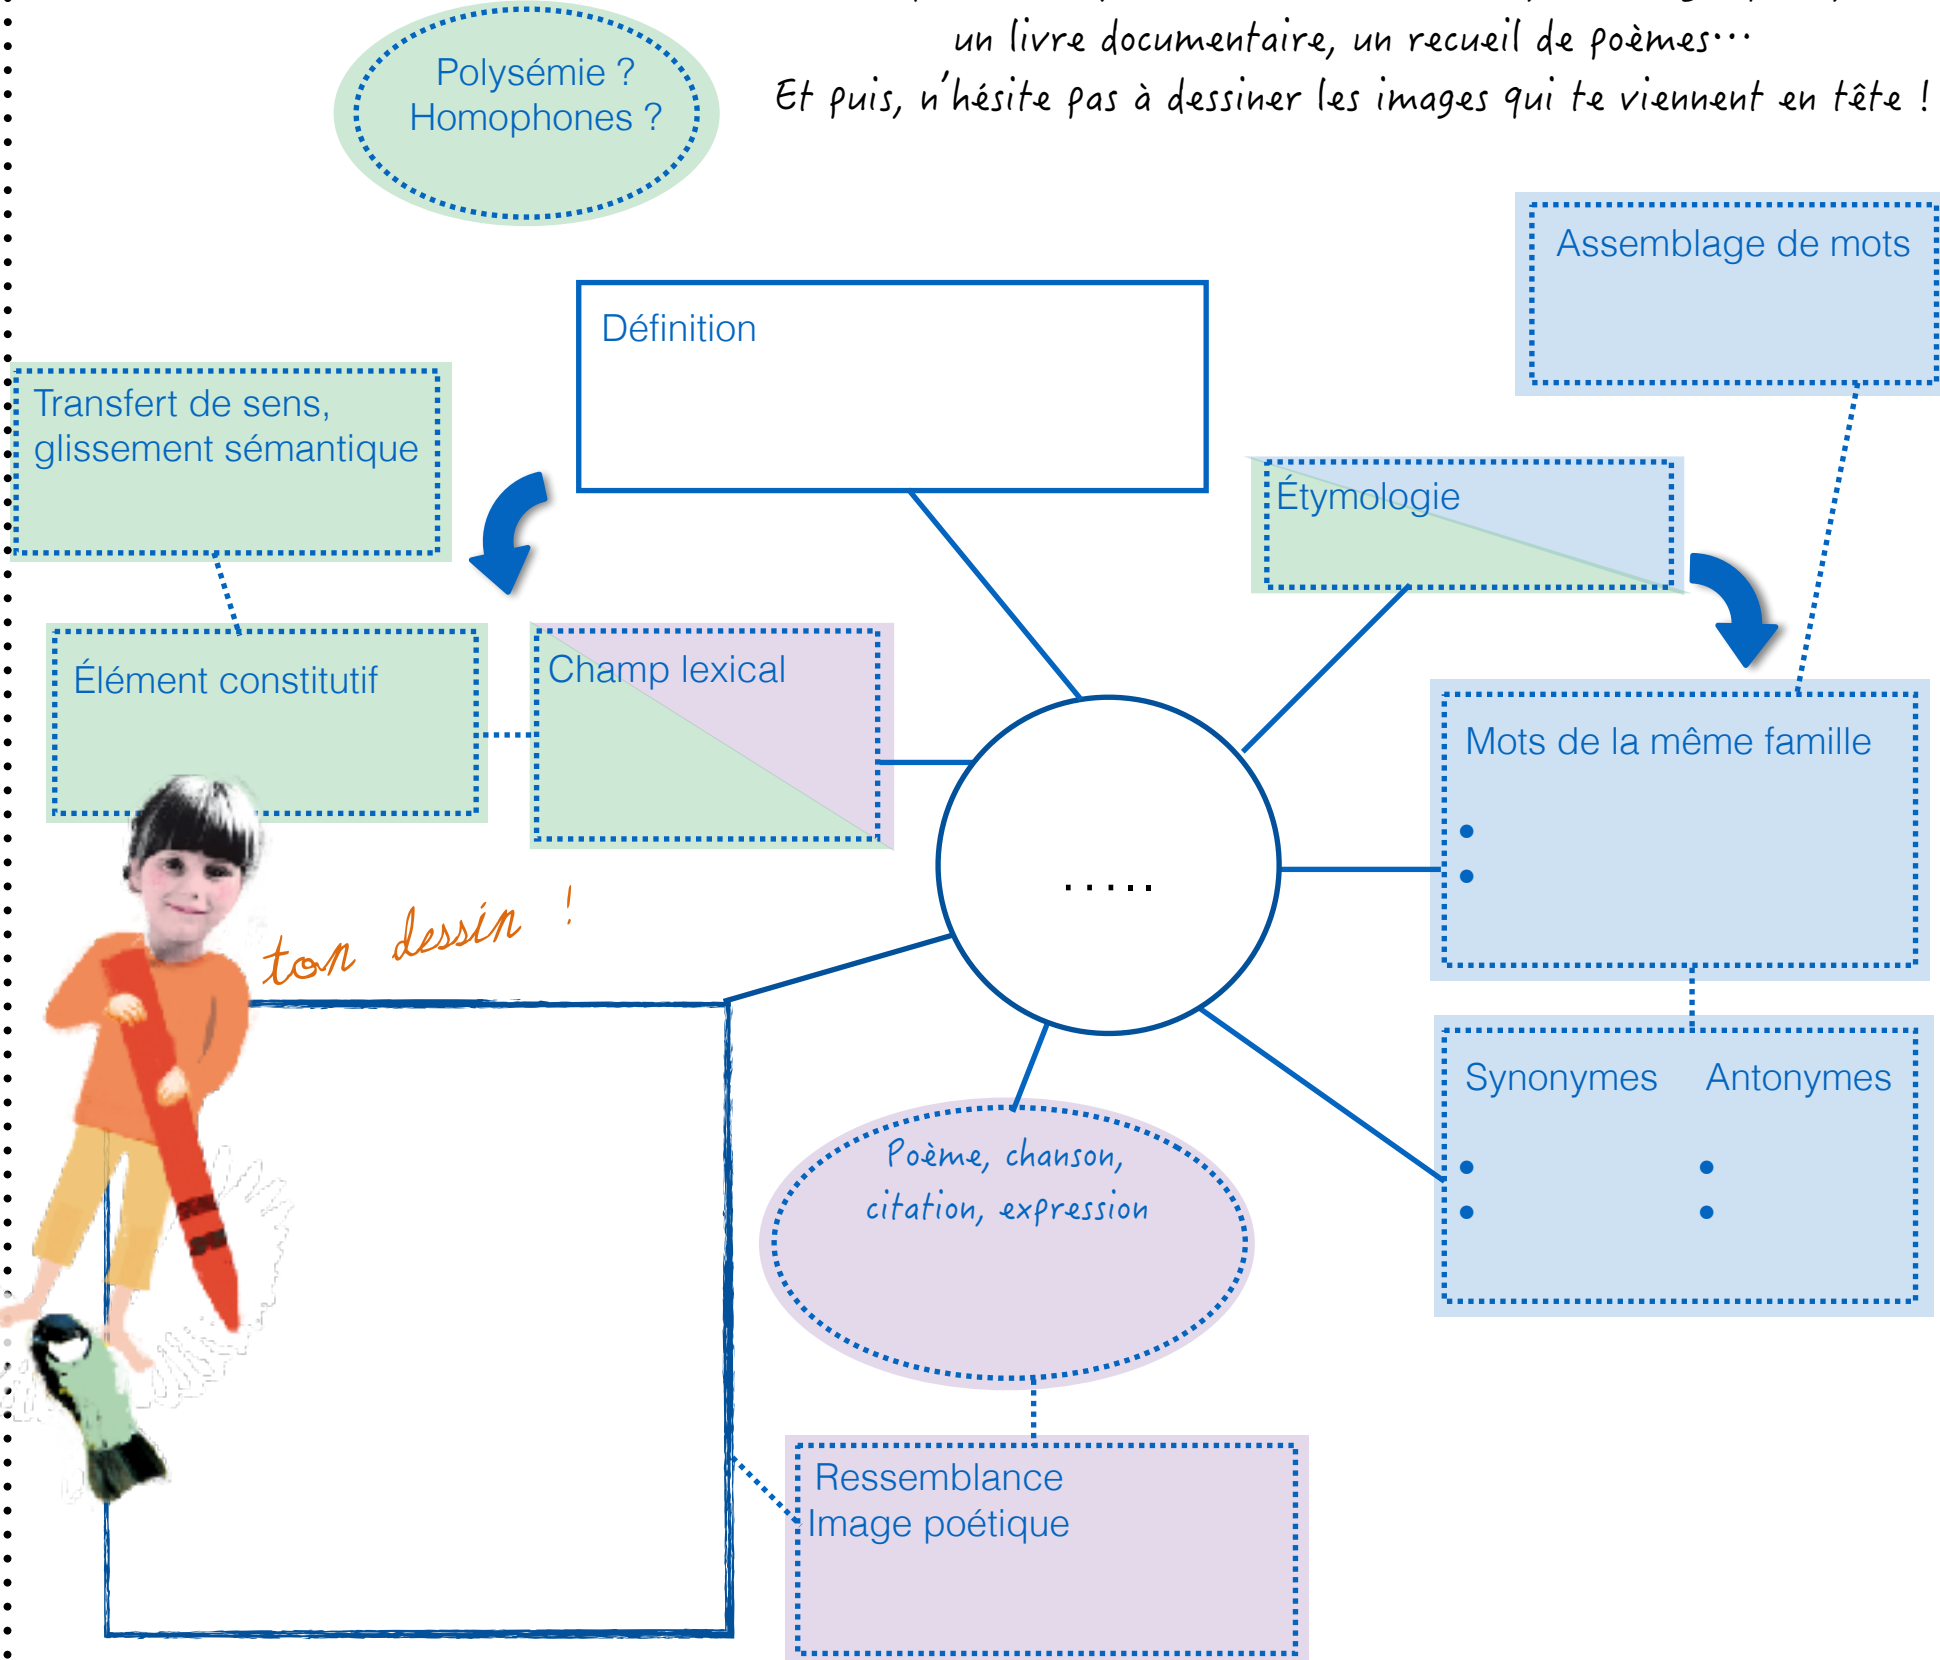 un livre documentaire, un recueil de poèmes…
Et puis, n'hésite pas à dessiner les images qui te viennent en tête !
Polysémie ?
Homophones ?
Assemblage de mots
Définition
Transfert de sens,
glissement sémantique
Étymologie
Élément constitutif
Champ lexical
Mots de la même famille
•
•
.....
ton dessin !
Synonymes Antonymes
• •
• •
Poème, chanson,
citation, expression
Ressemblance
Image poétique